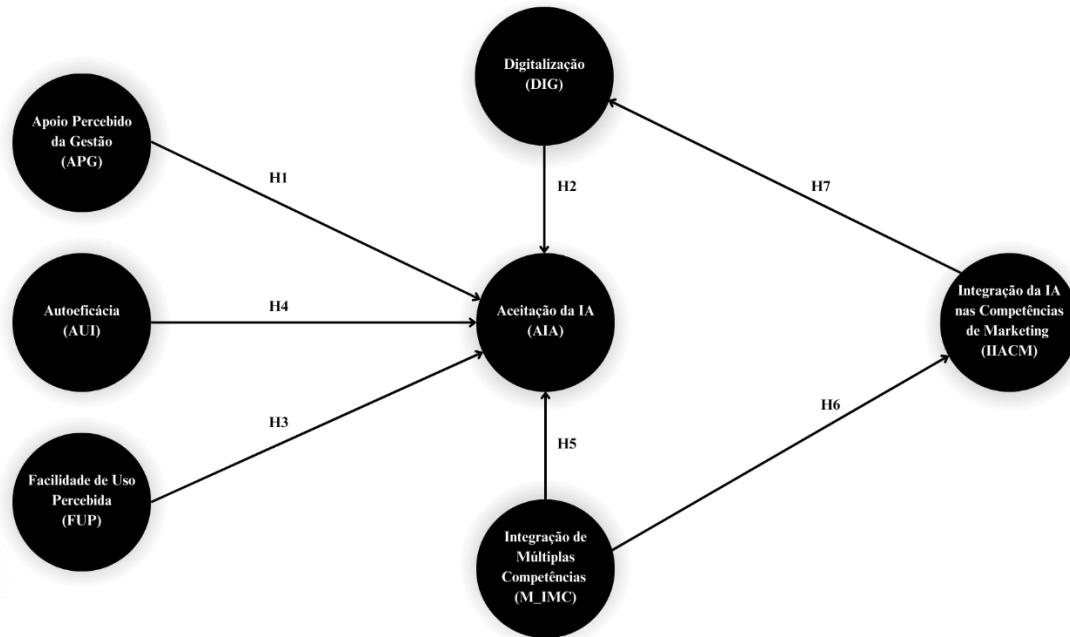 Digitalização
(DIG)
Apoio Percebido
da Gestão
(APG)
H1
H2
H7
Autoeficácia
(AUI)
H4
Aceitação da IA
(AIA)
Integração da IA
nas Competências
de Marketing
(IIACM)
H3
H5
H6
Facilidade de Uso
Percebida
(FUP)
Integração de
Múltiplas
Competências
(M_IMC)